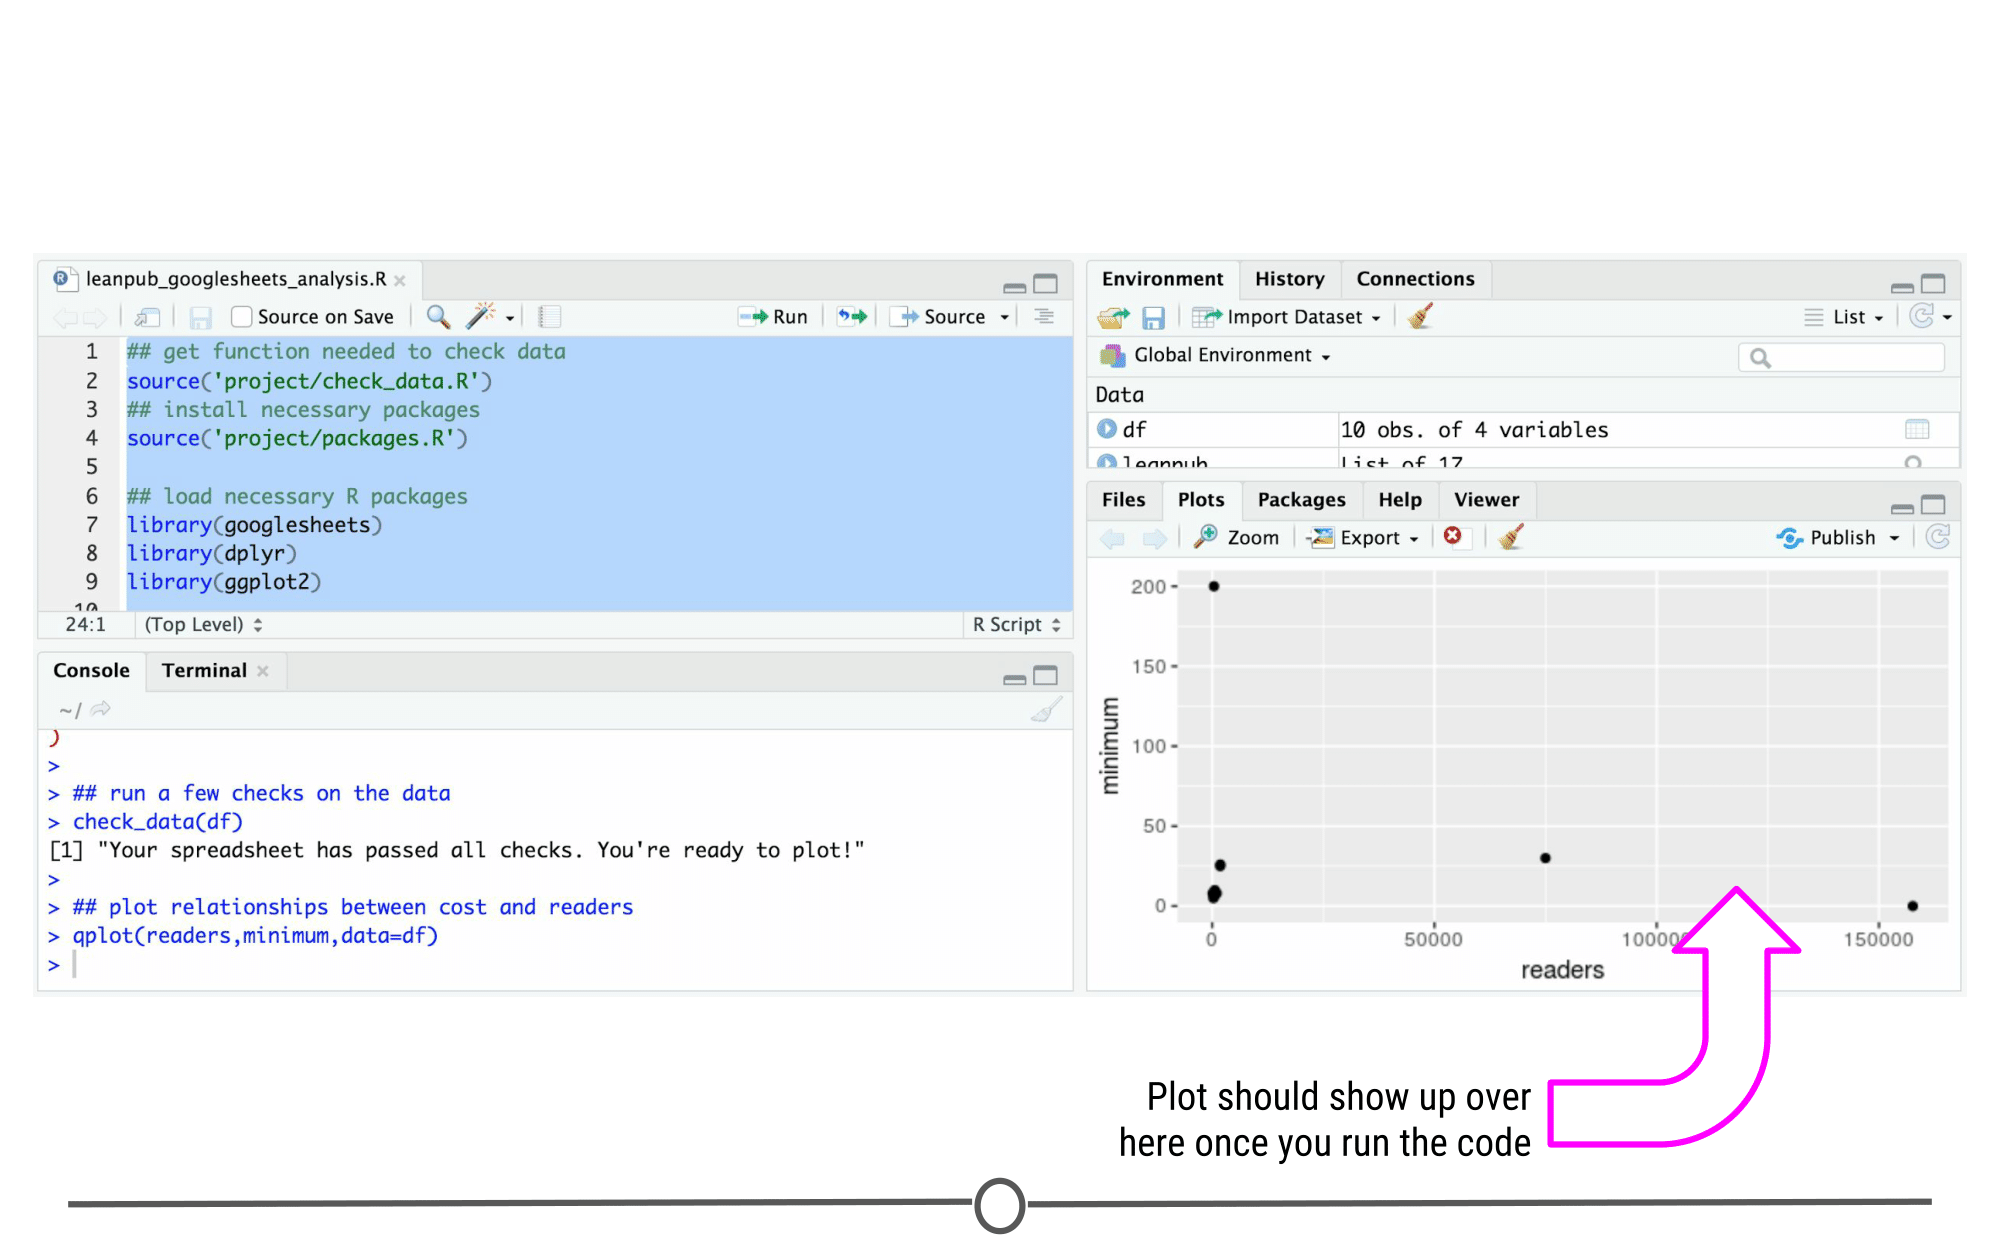 leanpub_googlesheets_analysis.R
Source on Save
Run
Source
1 ## get function needed to check data
2 source('project/check_data.R')
3 ## install necessary packages
4 source('project/packages.R')
5
6 ## load necessary R packages
7 library(googlesheets)
8 library(dplyr)
9 library(ggplot2)
10
24:1 (Top Level) R Script
Console Terminal
~/
)
>
> ## run a few checks on the data
> check_data(df)
[1] "Your spreadsheet has passed all checks. You're ready to plot!"
>
> ## plot relationships between cost and readers
> qplot(readers,minimum,data=df)
>
Environment History Connections
Import Dataset List
Global Environment
Data
df 10 obs. of 4 variables
leanpub List of 17
Files Plots Packages Help Viewer
Zoom Export Publish
200
150
100
50
0
minimum
0 50000 100000 150000
readers
Plot should show up over
here once you run the code